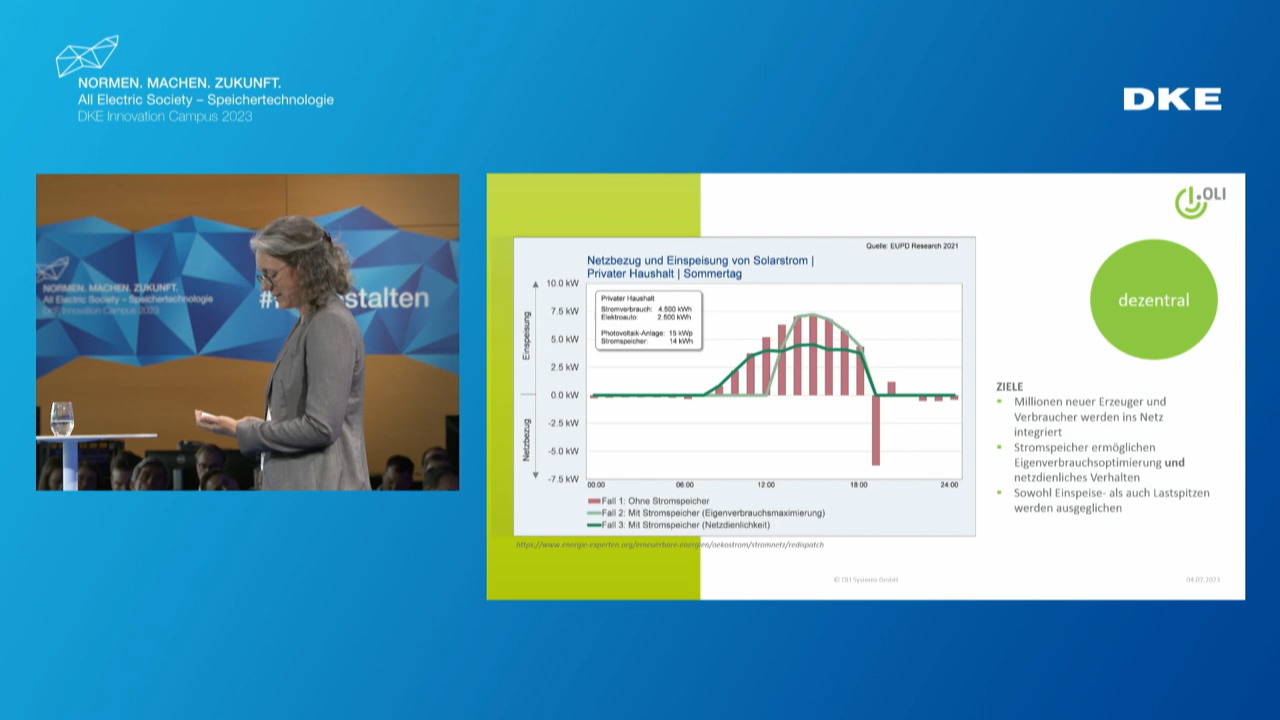 NORMEN. MACHEN. ZUKUNFT.
All Electric Society – Speichertechnologie
DKE Innovation Campus 2023
DKE
NORMEN. MACHEN. ZUKUNFT.
All Electric Society – Speichertechnologie
DKE Innovation Campus 2023
stalten
.OLI
Quelle: EUPD Research 2021
Netzbezug und Einspeisung von Solarstrom |
Privater Haushalt | Sommertag
10.0 kW
7.5 kW
5.0 kW
2.5 kW
0.0 kW
-2.5 kW
-5.0 kW
-7.5 kW
Einspeisung
Netzbezug
Privater Haushalt
Stromverbrauch: 4.500 kWh
Elektroauto: 2.500 kWh
Photovoltaik-Anlage: 15 kWp
Stromspeicher: 14 kWh
00:00 06:00 12:00 18:00 24:00
Fall 1: Ohne Stromspeicher
Fall 2: Mit Stromspeicher (Eigenverbrauchsmaximierung)
Fall 3: Mit Stromspeicher (Netzdienlichkeit)
https://www.energie-experten.org/erneuerbare-energien/oekostrom/stromnetz/redispatch
dezentral
ZIELE
Millionen neuer Erzeuger und
Verbraucher werden ins Netz
integriert
Stromspeicher ermöglichen
Eigenverbrauchsoptimierung und
netzdienliches Verhalten
Sowohl Einspeise- als auch Lastspitzen
werden ausgeglichen
© OLI Systems GmbH
04.07.2023